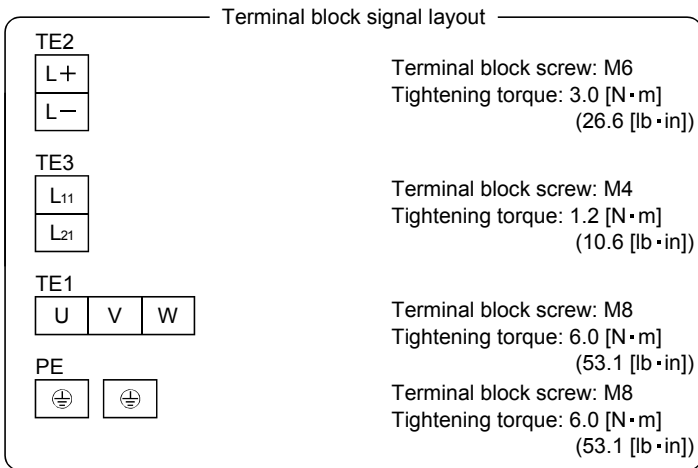 Terminal block signal layout
TE2
L+
L−
Terminal block screw: M6
Tightening torque: 3.0 [N▪m]
(26.6 [lb▪in])
TE3
L11
L21
Terminal block screw: M4
Tightening torque: 1.2 [N▪m]
(10.6 [lb▪in])
TE1
U V W
Terminal block screw: M8
Tightening torque: 6.0 [N▪m]
(53.1 [lb▪in])
PE
Terminal block screw: M8
Tightening torque: 6.0 [N▪m]
(53.1 [lb▪in])